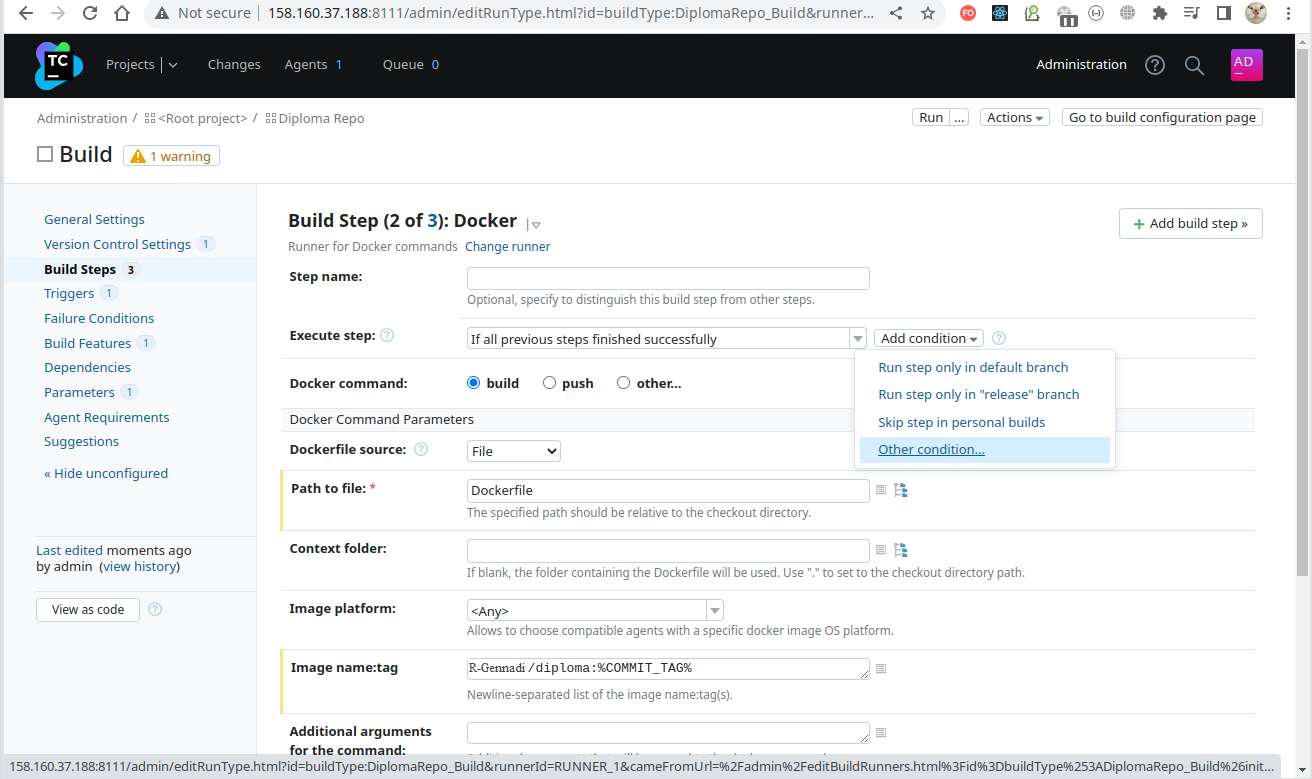 Not secure | 158.160.37.188:8111/admin/editRunType.html?id=buildType:DiplomaRepo_Build&runner...
FO
TC
Projects
Changes
Agents 1
Queue 0
Administration
AD
Administration / <Root project> / Diploma Repo
Run ...
Actions
Go to build configuration page
Build
1 warning
General Settings
Version Control Settings 1
Build Steps 3
Triggers 1
Failure Conditions
Build Features 1
Dependencies
Parameters 1
Agent Requirements
Suggestions
« Hide unconfigured
Last edited moments ago
by admin (view history)
View as code ?
Build Step (2 of 3): Docker
+ Add build step »
Runner for Docker commands Change runner
Step name:
Optional, specify to distinguish this build step from other steps.
Execute step: ? If all previous steps finished successfully Add condition ?
Run step only in default branch
Run step only in "release" branch
Skip step in personal builds
Other condition...
Docker command: build push other...
Docker Command Parameters
Dockerfile source: ? File
Path to file: * Dockerfile
The specified path should be relative to the checkout directory.
Context folder:
If blank, the folder containing the Dockerfile will be used. Use "." to set to the checkout directory path.
Image platform: <Any>
Allows to choose compatible agents with a specific docker image OS platform.
Image name:tag R-Gennadi/diploma:%COMMIT_TAG%
Newline-separated list of the image name:tag(s).
Additional arguments
for the command:
158.160.37.188:8111/admin/editRunType.html?id=buildType:DiplomaRepo_Build&runnerId=RUNNER_1&cameFromUrl=%2Fadmin%2FeditBuildRunners.html%3Fid%3DbuildType%253ADiplomaRepo_Build%26init...